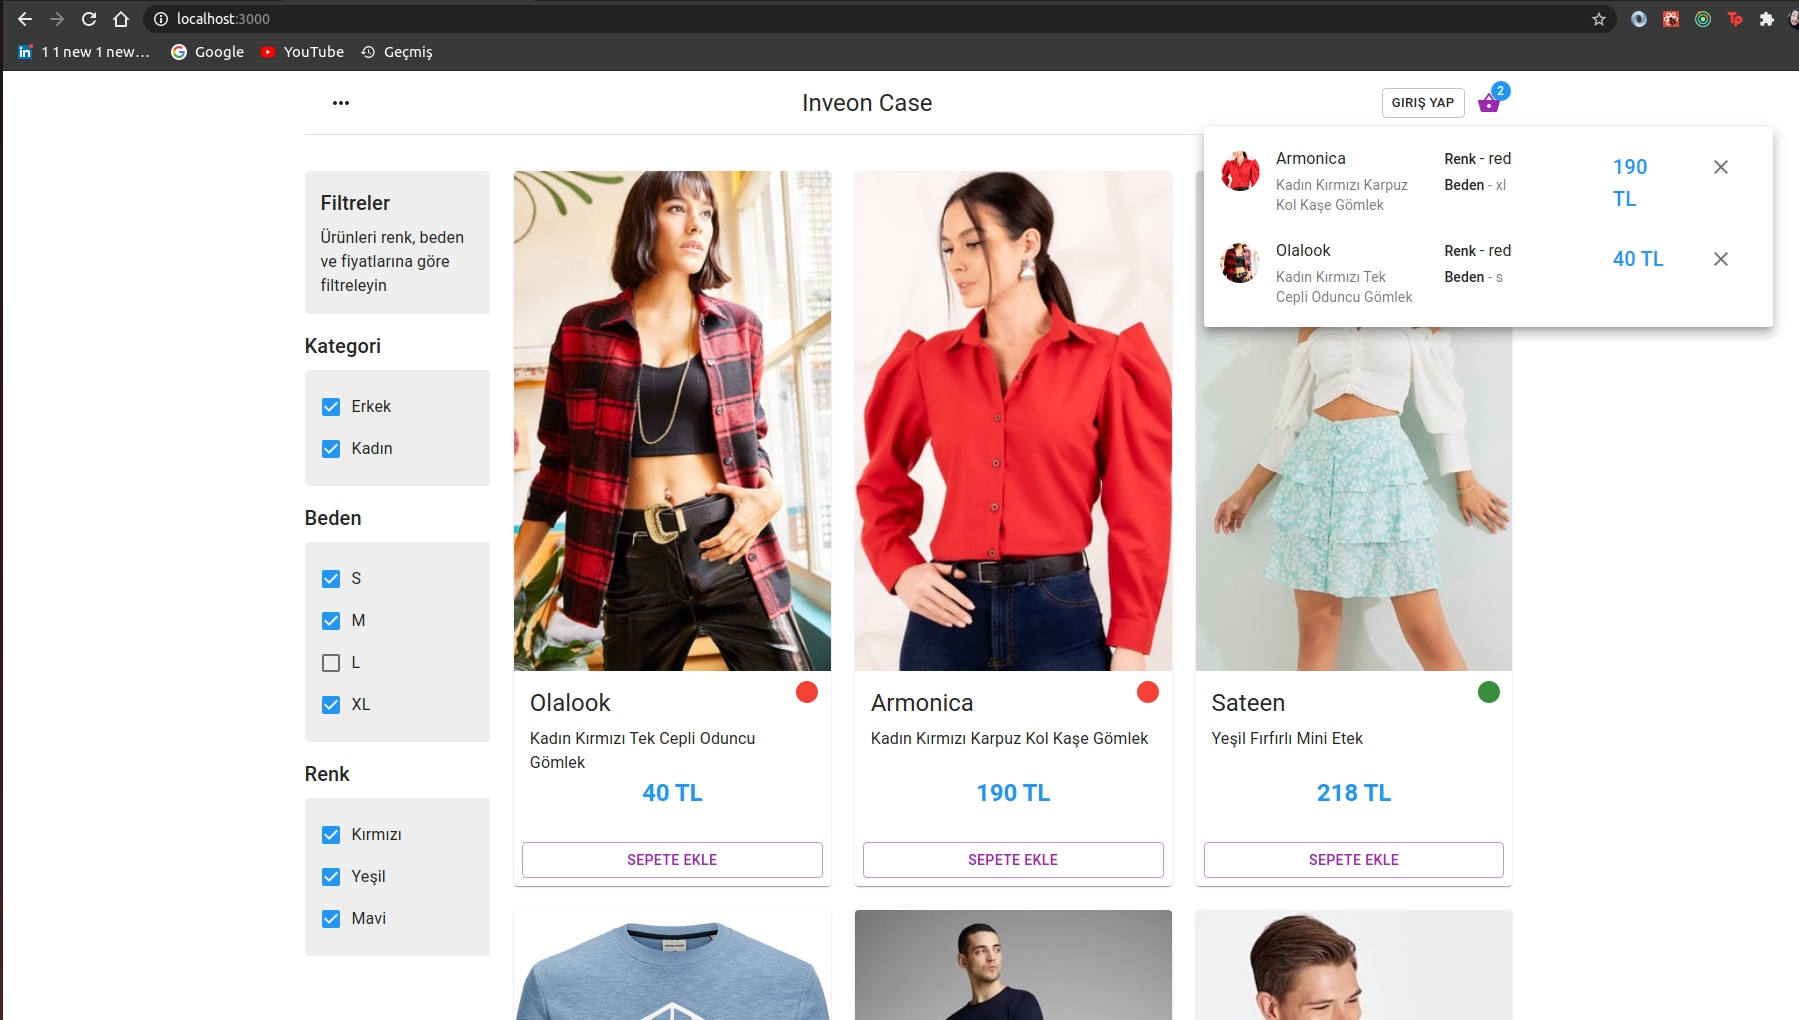 localhost:3000
1 1 new 1 new...
Google
YouTube
Geçmiş
Inveon Case
GIRIŞ YAP
2
Armonica
Kadın Kırmızı Karpuz
Kol Kaşe Gömlek
Renk - red
Beden - xl
190
TL
Olalook
Kadın Kırmızı Tek
Cepli Oduncu Gömlek
Renk - red
Beden - s
40 TL
Filtreler
Ürünleri renk, beden
ve fiyatlarına göre
filtreleyin
Kategori
Erkek
Kadın
Beden
S
M
L
XL
Renk
Kırmızı
Yeşil
Mavi
Olalook
Kadın Kırmızı Tek Cepli Oduncu
Gömlek
40 TL
SEPETE EKLE
Armonica
Kadın Kırmızı Karpuz Kol Kaşe Gömlek
190 TL
SEPETE EKLE
Sateen
Yeşil Fırfırlı Mini Etek
218 TL
SEPETE EKLE